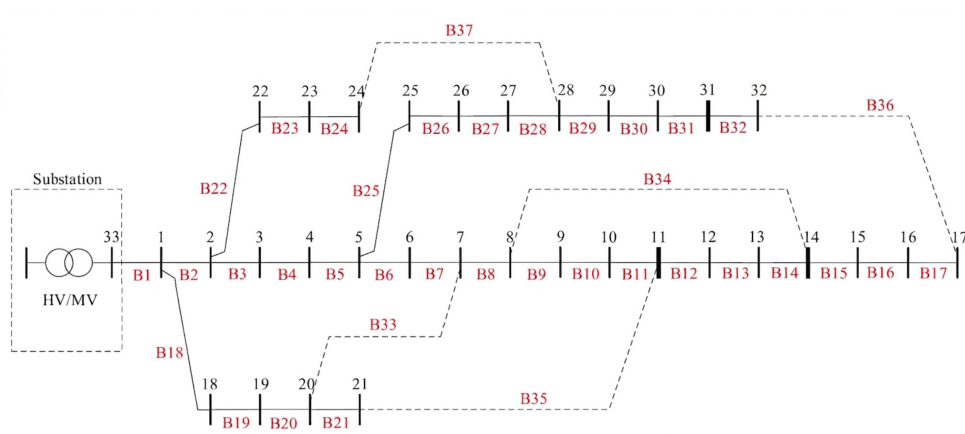 B37
22 23 24 25 26 27 28 29 30 31 32
B23 B24 B26 B27 B28 B29 B30 B31 B32 B36
Substation B22 B25 B34
33 1 2 3 4 5 6 7 8 9 10 11 12 13 14 15 16 17
B1 B2 B3 B4 B5 B6 B7 B8 B9 B10 B11 B12 B13 B14 B15 B16 B17
HV/MV
B33
B18
18 19 20 21
B19 B20 B21 B35